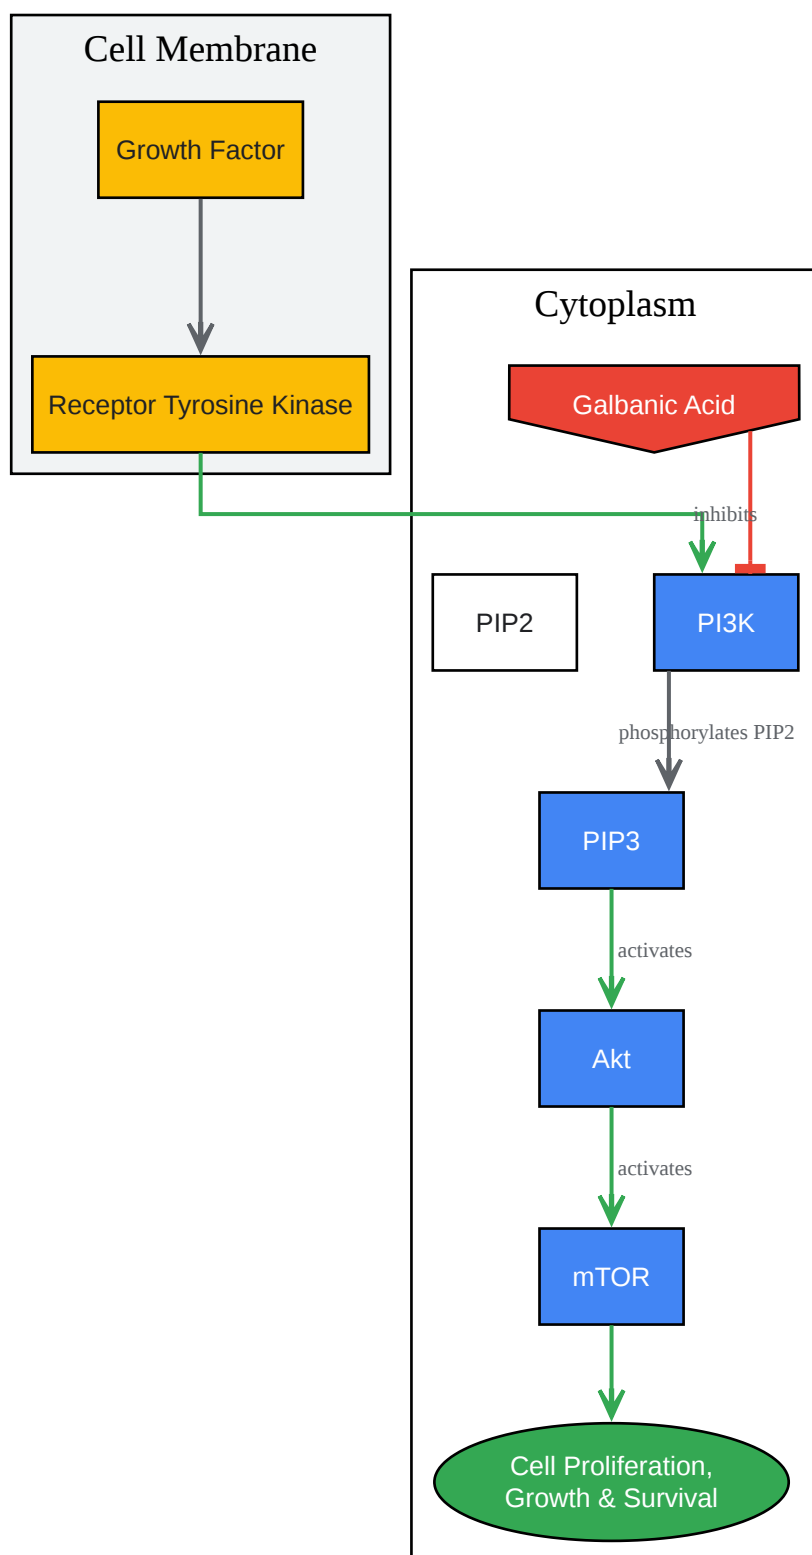 Cell Membrane
Growth Factor
Receptor Tyrosine Kinase
Cytoplasm
Galbanic Acid
inhibits
PIP2
PI3K
phosphorylates PIP2
PIP3
activates
Akt
activates
mTOR
Cell Proliferation,
Growth & Survival